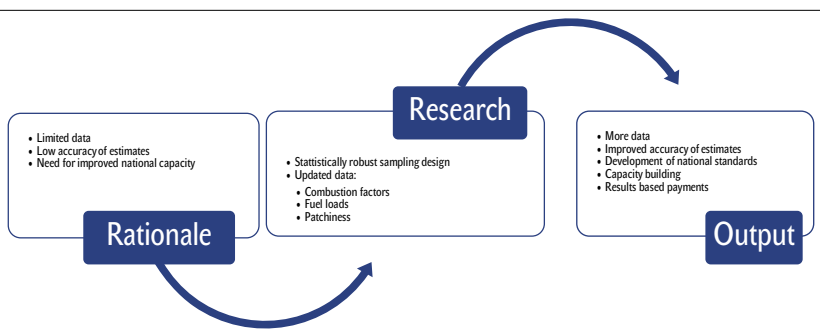 • Limited data
• Low accuracy of estimates
• Need for improved national capacity
Rationale
Research
• Stattistically robust sampling design
• Updated data:
• Combustion factors
• Fuel loads
• Patchiness
• More data
• Improved accuracy of estimates
• Development of national standards
• Capacity building
• Results based payments
Output